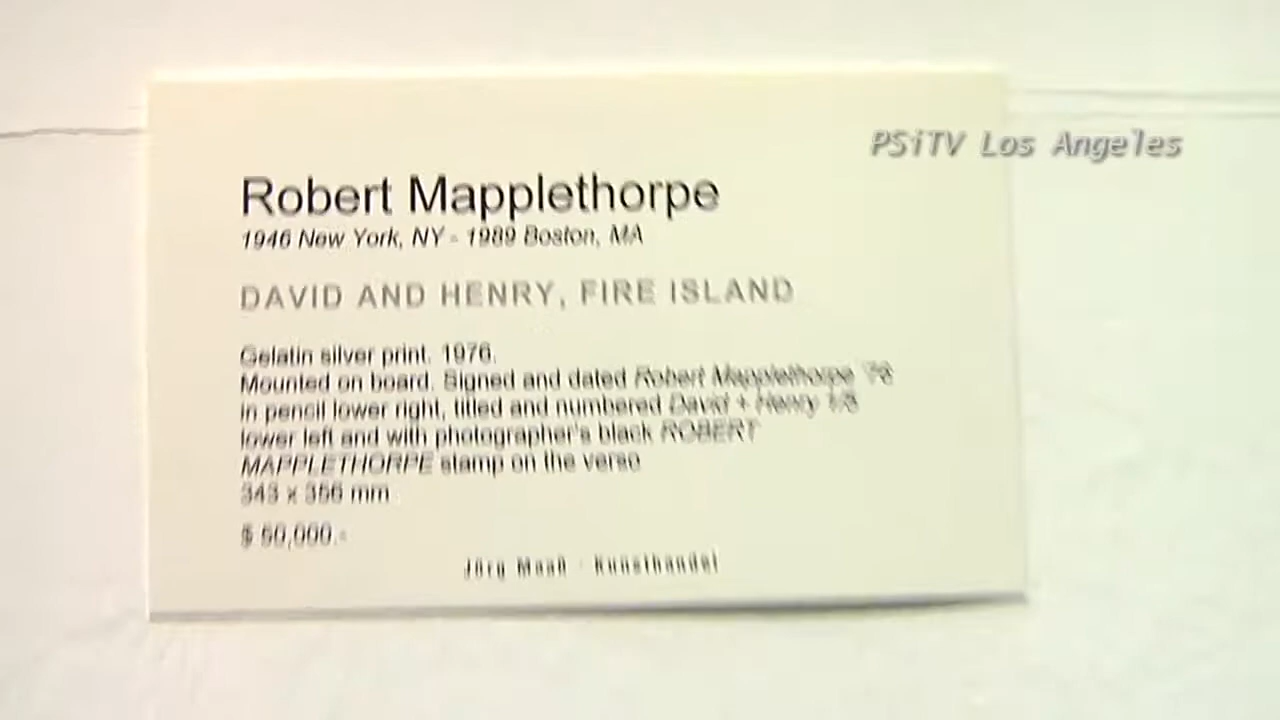 PSiTV Los Angeles
Robert Mapplethorpe
1946 New York, NY - 1989 Boston, MA
DAVID AND HENRY, FIRE ISLAND
Gelatin silver print. 1976.
Mounted on board. Signed and dated Robert Mapplethorpe '76
in pencil lower right, titled and numbered David + Henry 1/5
lower left and with photographer's black ROBERT
MAPPLETHORPE stamp on the verso
343 x 356 mm
$ 50,000.-
Jörg Maaß · Kunsthandel